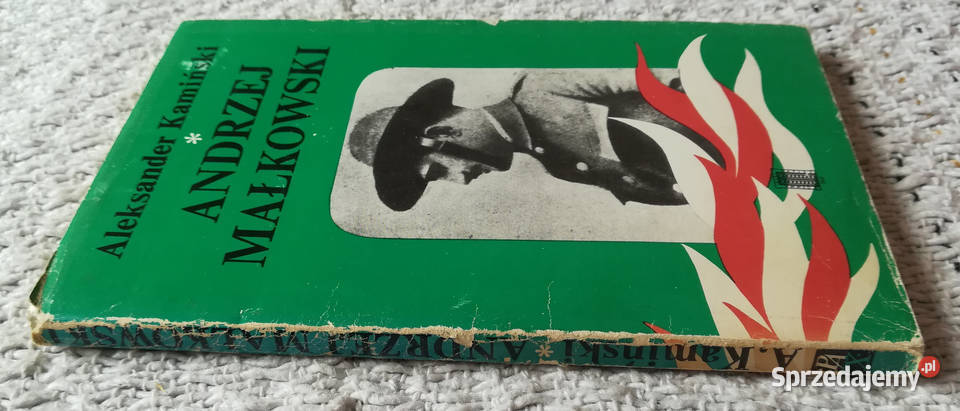 Aleksander Kamiński
*
ANDRZEJ
MAŁKOWSKI
A. Kamiński * ANDRZEJ MAŁKOWSKI
Sprzedajemy.pl